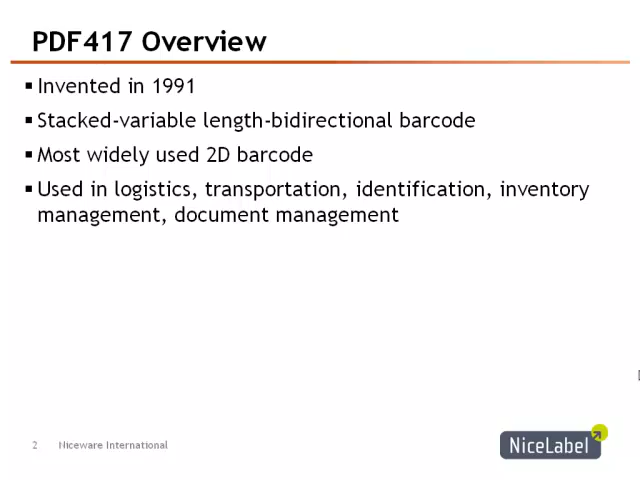 PDF417 Overview
▪ Invented in 1991
▪ Stacked-variable length-bidirectional barcode
▪ Most widely used 2D barcode
▪ Used in logistics, transportation, identification, inventory
management, document management
2 Niceware International
NiceLabel